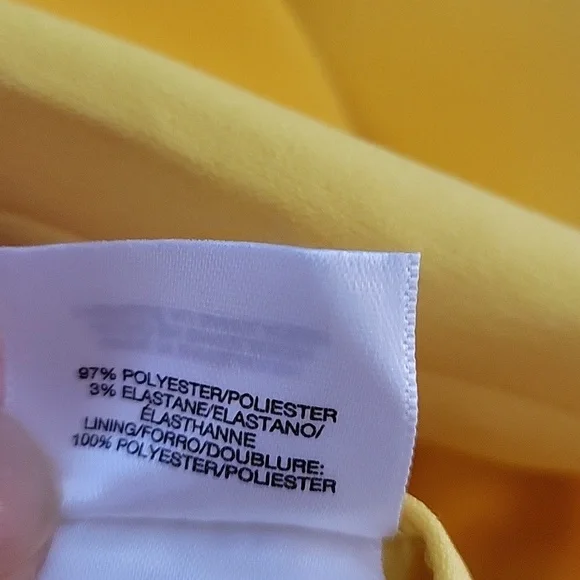 97% POLYESTER/POLIESTER
3% ELASTANE/ELASTANO/
ÉLASTHANNE
LINING/FORRO/DOUBLURE:
100% POLYESTER/POLIESTER